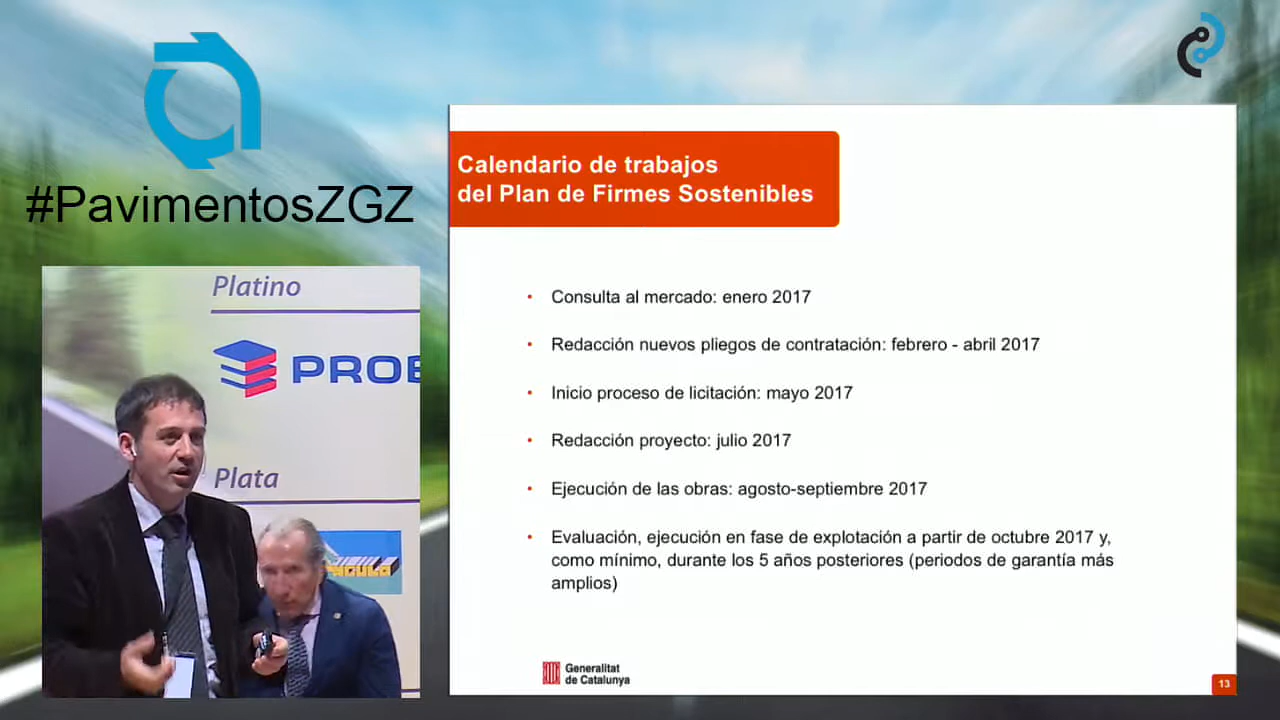 #PavimentosZGZ
Platino
PROE
Plata
Calendario de trabajos
del Plan de Firmes Sostenibles
• Consulta al mercado: enero 2017
• Redacción nuevos pliegos de contratación: febrero - abril 2017
• Inicio proceso de licitación: mayo 2017
• Redacción proyecto: julio 2017
• Ejecución de las obras: agosto-septiembre 2017
• Evaluación, ejecución en fase de explotación a partir de octubre 2017 y,
como mínimo, durante los 5 años posteriores (periodos de garantía más
amplios)
Generalitat
de Catalunya
13